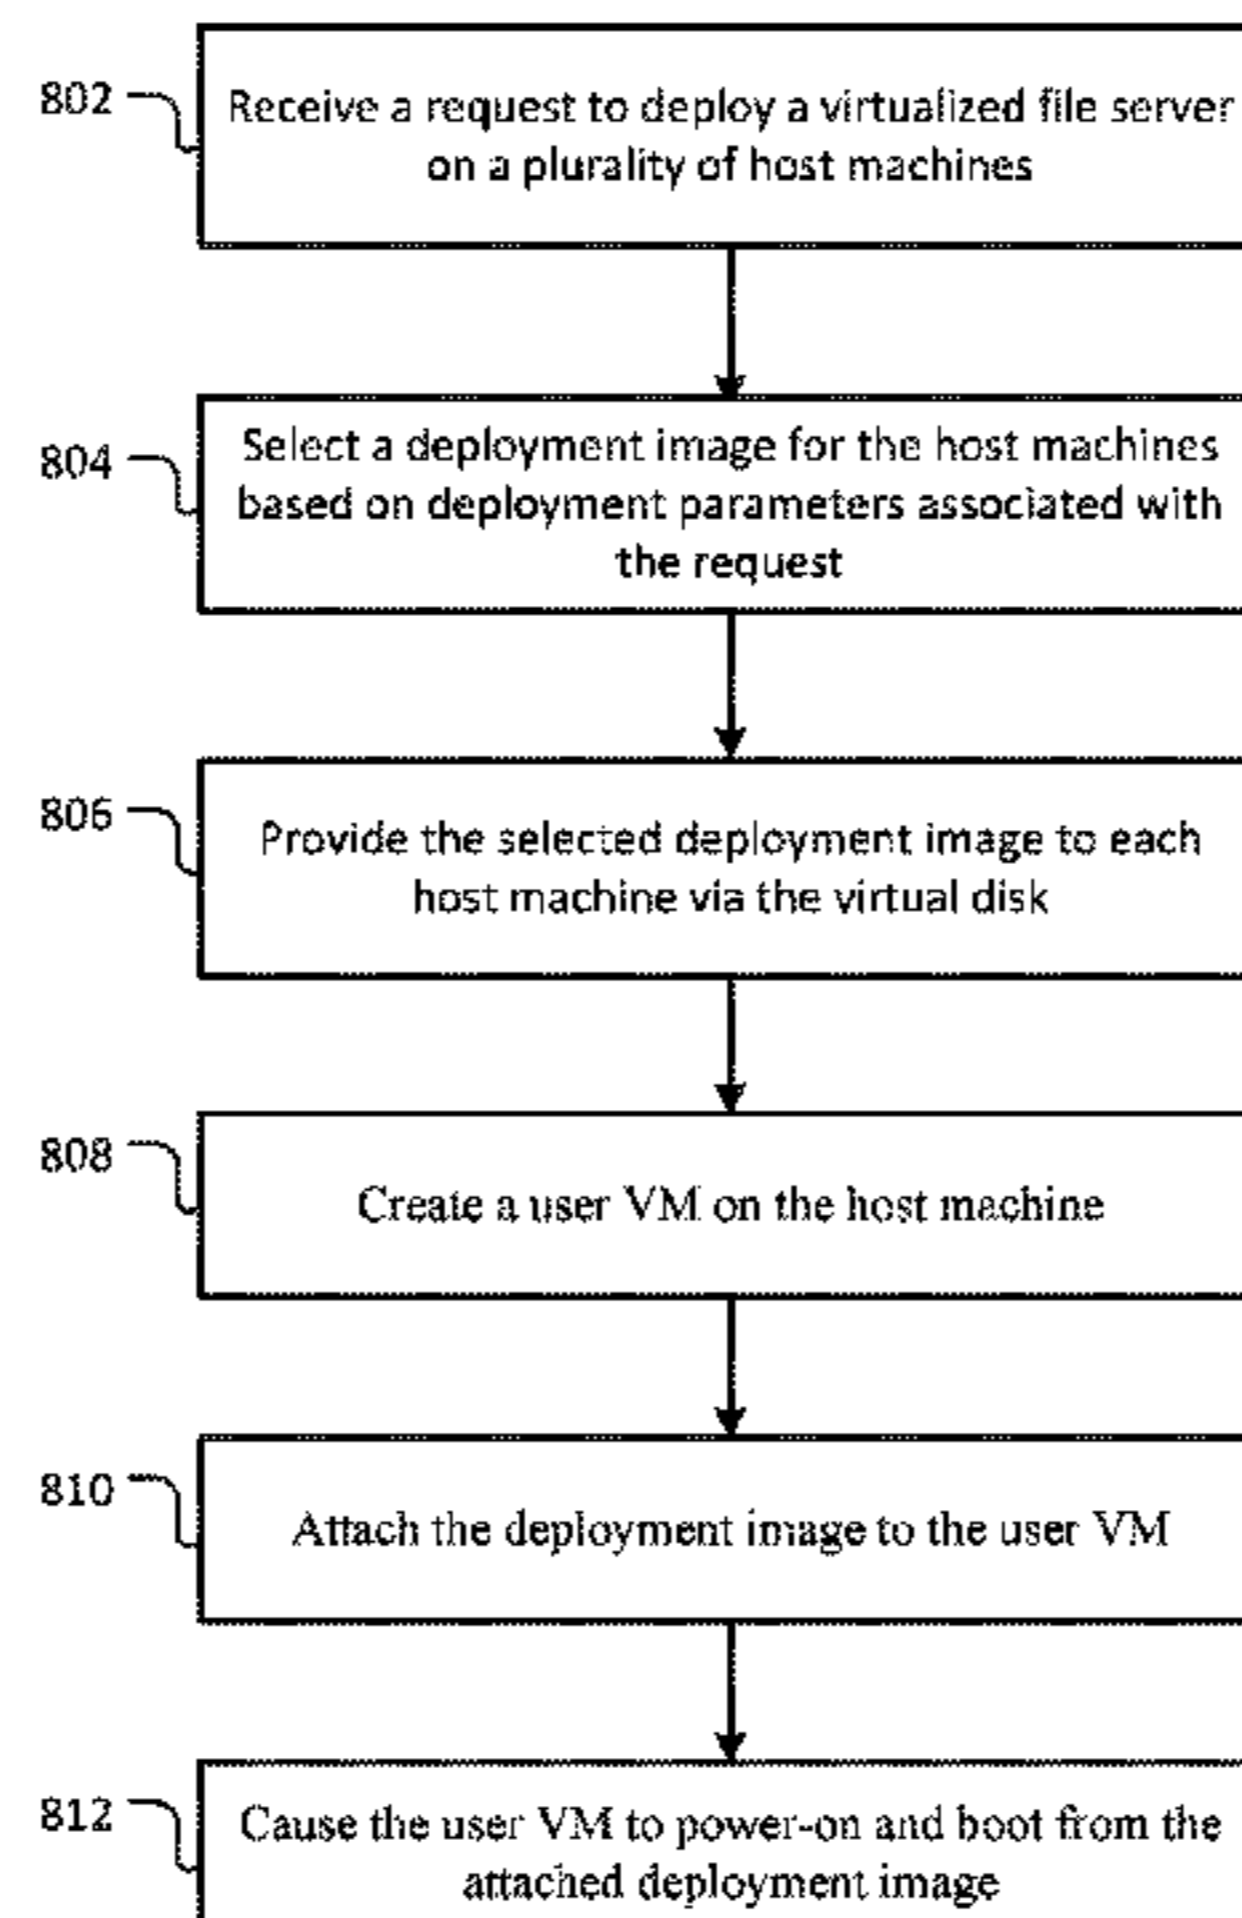 802
Receive a request to deploy a virtualized file server
on a plurality of host machines
804
Select a deployment image for the host machines
based on deployment parameters associated with
the request
806
Provide the selected deployment image to each
host machine via the virtual disk
808
Create a user VM on the host machine
810
Attach the deployment image to the user VM
812
Cause the user VM to power-on and boot from the
attached deployment image